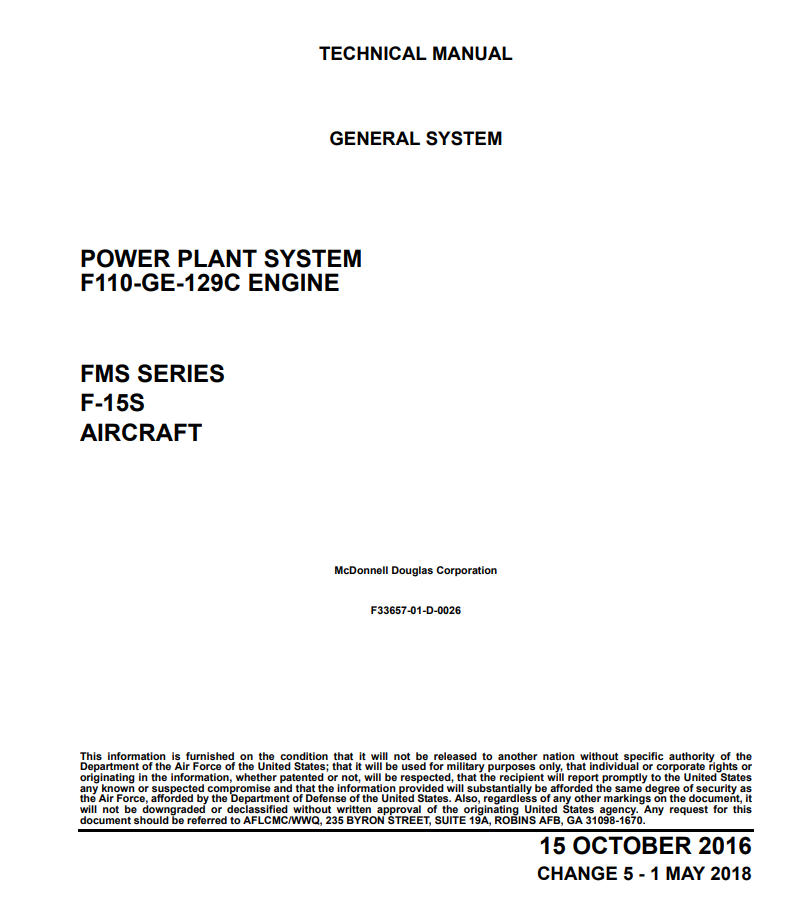 TECHNICAL MANUAL
GENERAL SYSTEM
POWER PLANT SYSTEM
F110-GE-129C ENGINE
FMS SERIES
F-15S
AIRCRAFT
McDonnell Douglas Corporation
F33657-01-D-0026
This information is furnished on the condition that it will not be released to another nation without specific authority of the
Department of the Air Force of the United States; that it will be used for military purposes only, that individual or corporate rights or
originating in the information, whether patented or not, will be respected, that the recipient will report promptly to the United States
any known or suspected compromise and that the information provided will substantially be afforded the same degree of security as
the Air Force, afforded by the Department of Defense of the United States. Also, regardless of any other markings on the document, it
will not be downgraded or declassified without written approval of the originating United States agency. Any request for this
document should be referred to AFLCMC/WWQ, 235 BYRON STREET, SUITE 19A, ROBINS AFB, GA 31098-1670.
15 OCTOBER 2016
CHANGE 5 - 1 MAY 2018